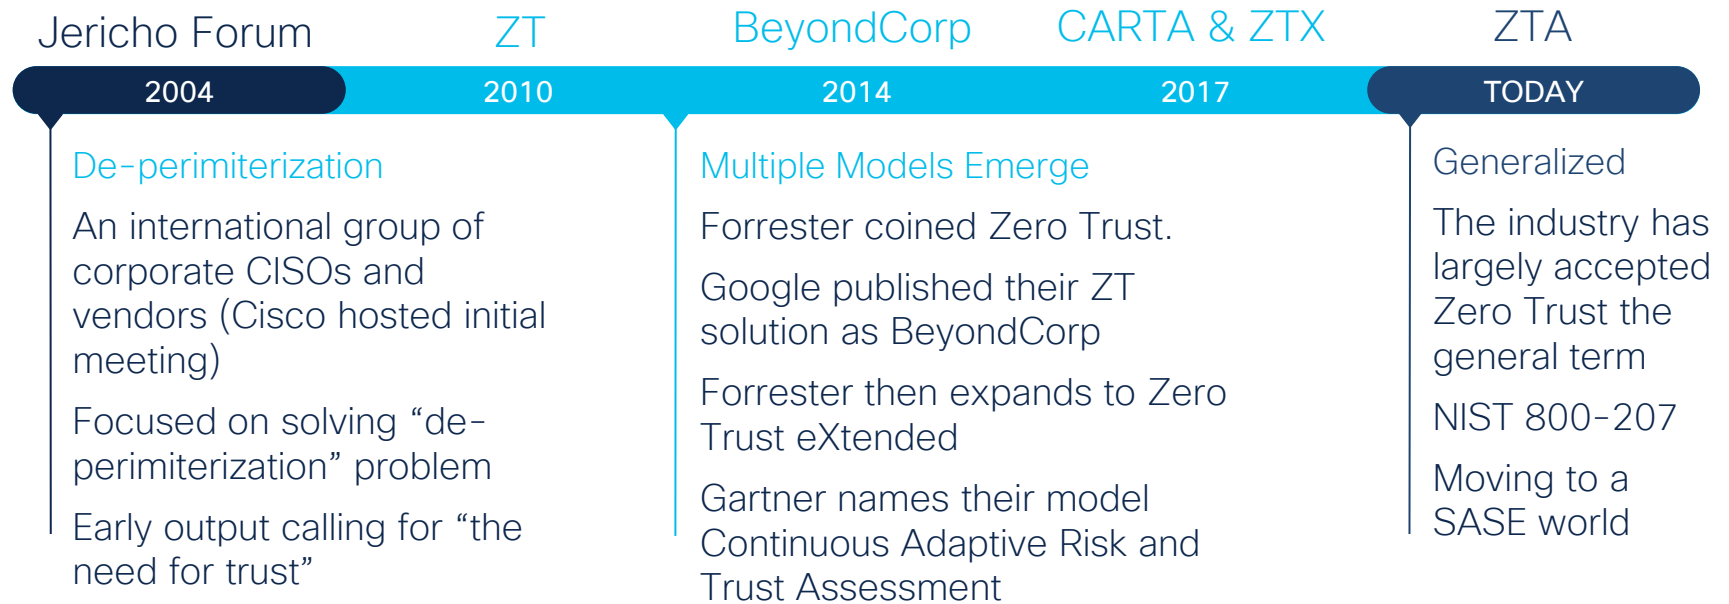 Jericho Forum
ZT
BeyondCorp
CARTA & ZTX
ZTA
2004
2010
2014
2017
TODAY
De-perimiterization
An international group of
corporate CISOs and
vendors (Cisco hosted initial
meeting)
Focused on solving “de-
perimiterization” problem
Early output calling for “the
need for trust”
Multiple Models Emerge
Forrester coined Zero Trust.
Google published their ZT
solution as BeyondCorp
Forrester then expands to Zero
Trust eXtended
Gartner names their model
Continuous Adaptive Risk and
Trust Assessment
Generalized
The industry has
largely accepted
Zero Trust the
general term
NIST 800-207
Moving to a
SASE world